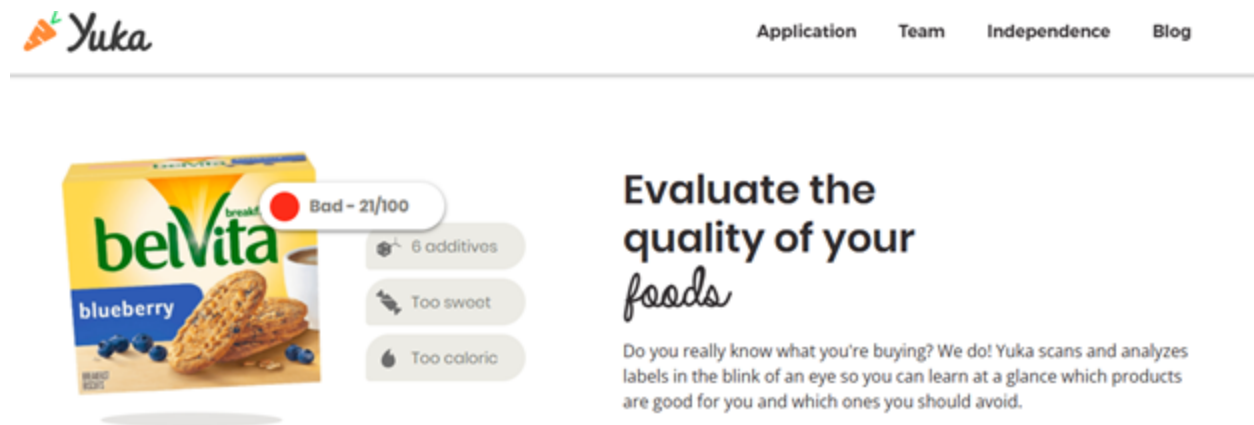 Yuka
Application Team Independence Blog
belVita
breakf
belVita
blueberry
BREAKFAST
BISCUITS
Bad - 21/100
6 additives
Too sweet
Too caloric
Evaluate the
quality of your
foods
Do you really know what you're buying? We do! Yuka scans and analyzes
labels in the blink of an eye so you can learn at a glance which products
are good for you and which ones you should avoid.